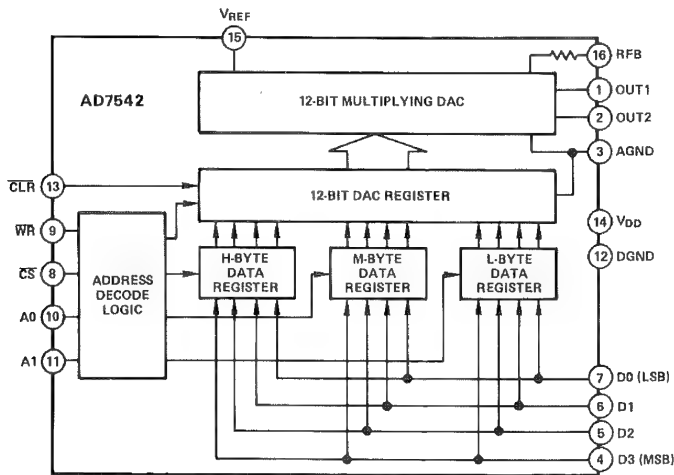 VREF
15
16 RFB
AD7542
12-BIT MULTIPLYING DAC
1 OUT1
2 OUT2
3 AGND
CLR 13
12-BIT DAC REGISTER
WR 9
14 VDD
CS 8
ADDRESS
DECODE
LOGIC
H-BYTE
DATA
REGISTER
M-BYTE
DATA
REGISTER
L-BYTE
DATA
REGISTER
12 DGND
A0 10
A1 11
7 D0 (LSB)
6 D1
5 D2
4 D3 (MSB)